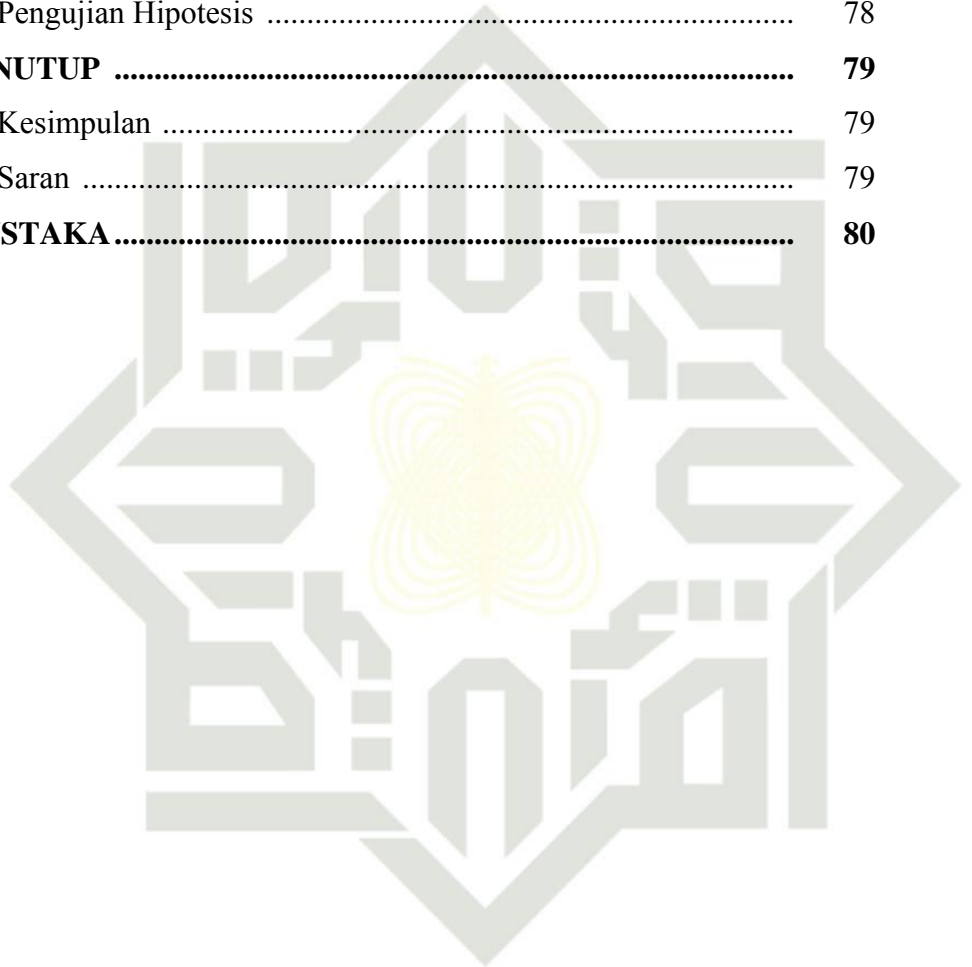 Pengujian Hipotesis .................................................................... 78
NUTUP ........................................................................................ 79
Kesimpulan .................................................................................. 79
Saran ............................................................................................ 79
STAKA ........................................................................................ 80